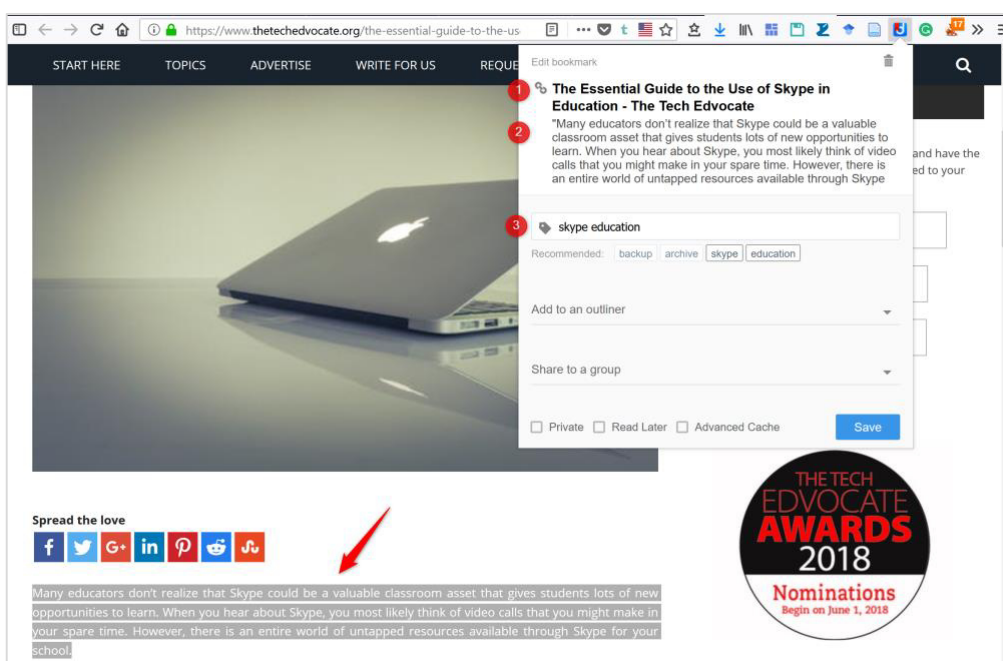 https://www.thetechedvocate.org/the-essential-guide-to-the-us
17
START HERE
TOPICS
ADVERTISE
WRITE FOR US
REQUE
Edit bookmark
1
The Essential Guide to the Use of Skype in
Education - The Tech Edvocate
2
"Many educators don't realize that Skype could be a valuable
classroom asset that gives students lots of new opportunities to
learn. When you hear about Skype, you most likely think of video
calls that you might make in your spare time. However, there is
an entire world of untapped resources available through Skype
and have the
ed to your
3
skype education
Recommended: backup archive skype education
Add to an outliner
Share to a group
Private Read Later Advanced Cache
Save
THE TECH
EDVOCATE
AWARDS
2018
Nominations
Begin on June 1, 2018
Spread the love
f
G+
in
Many educators don't realize that Skype could be a valuable classroom asset that gives students lots of new
opportunities to learn. When you hear about Skype, you most likely think of video calls that you might make in
your spare time. However, there is an entire world of untapped resources available through Skype for your
school.